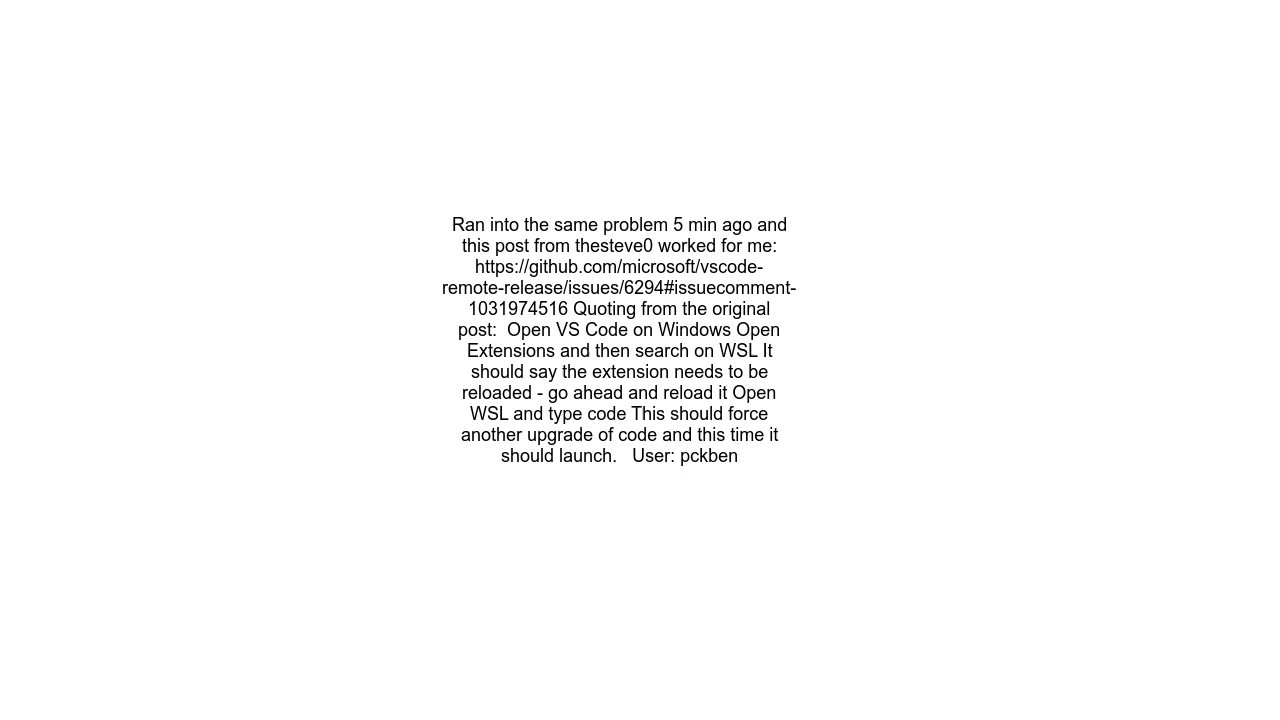 Ran into the same problem 5 min ago and
this post from thesteve0 worked for me:
https://github.com/microsoft/vscode-
remote-release/issues/6294#issuecomment-
1031974516 Quoting from the original
post:  Open VS Code on Windows Open
Extensions and then search on WSL It
should say the extension needs to be
reloaded - go ahead and reload it Open
WSL and type code This should force
another upgrade of code and this time it
should launch.   User: pckben